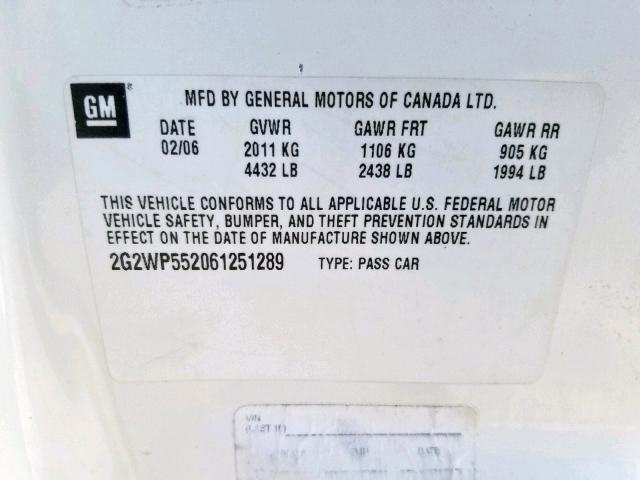 GM ®
MFD BY GENERAL MOTORS OF CANADA LTD.
DATE GVWR GAWR FRT GAWR RR
02/06 2011 KG 1106 KG 905 KG
4432 LB 2438 LB 1994 LB
THIS VEHICLE CONFORMS TO ALL APPLICABLE U.S. FEDERAL MOTOR
VEHICLE SAFETY, BUMPER, AND THEFT PREVENTION STANDARDS IN
EFFECT ON THE DATE OF MANUFACTURE SHOWN ABOVE.
2G2WP552061251289 TYPE: PASS CAR
VIN